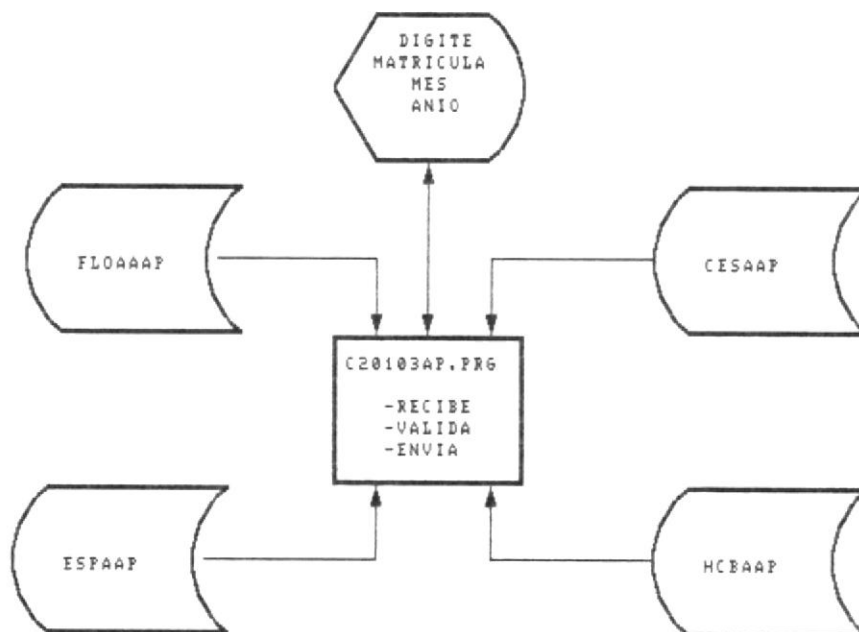 DIGITE
MATRICULA
MES
ANIO
FLOAAAP
CESAAP
C20103AP.PRG
-RECIBE
-VALIDA
-ENVIA
ESPAAP
HCBAAP